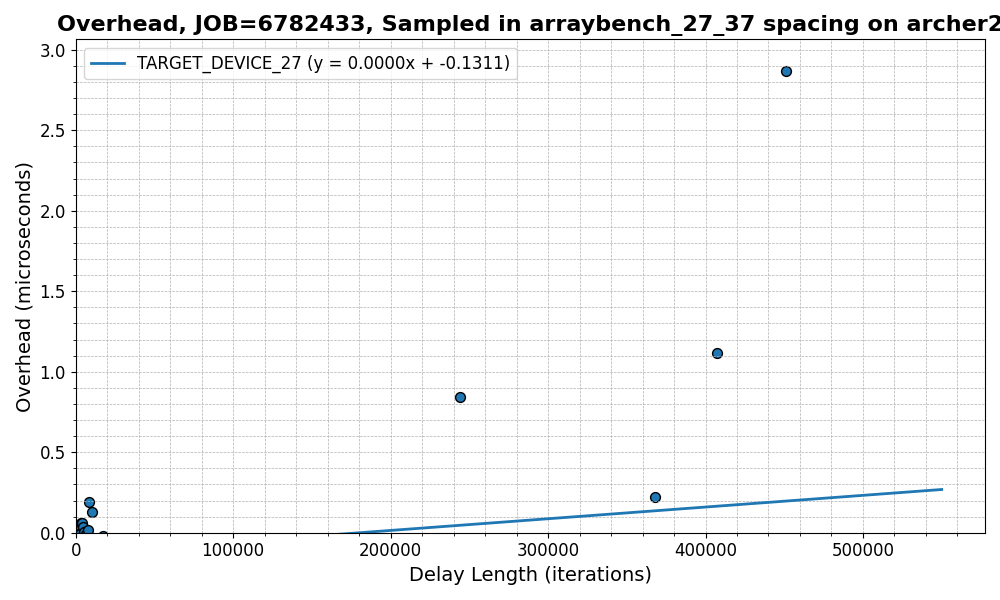 Overhead, JOB=6782433, Sampled in arraybench_27_37 spacing on archer2
TARGET_DEVICE_27 (y = 0.0000x + -0.1311)
3.0
2.5
2.0
1.5
1.0
0.5
0.0
Overhead (microseconds)
0 100000 200000 300000 400000 500000
Delay Length (iterations)